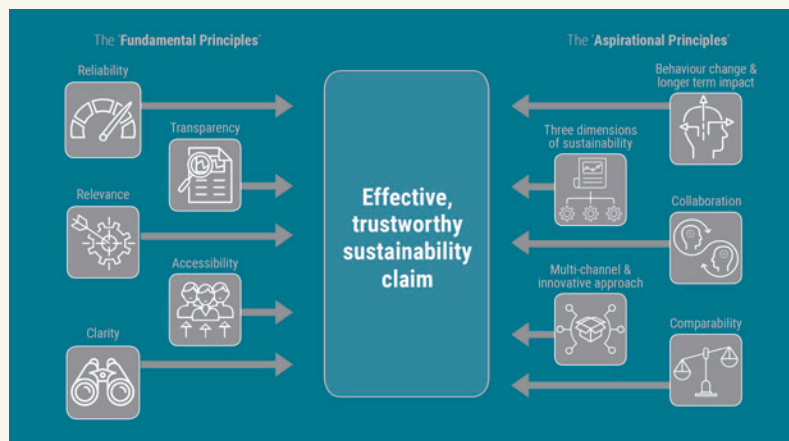 The 'Fundamental Principles'
Reliability
Transparency
Relevance
Accessibility
Clarity
Effective,
trustworthy
sustainability
claim
The 'Aspirational Principles'
Behaviour change &
longer term impact
Three dimensions
of sustainability
Collaboration
Multi-channel &
innovative approach
Comparability